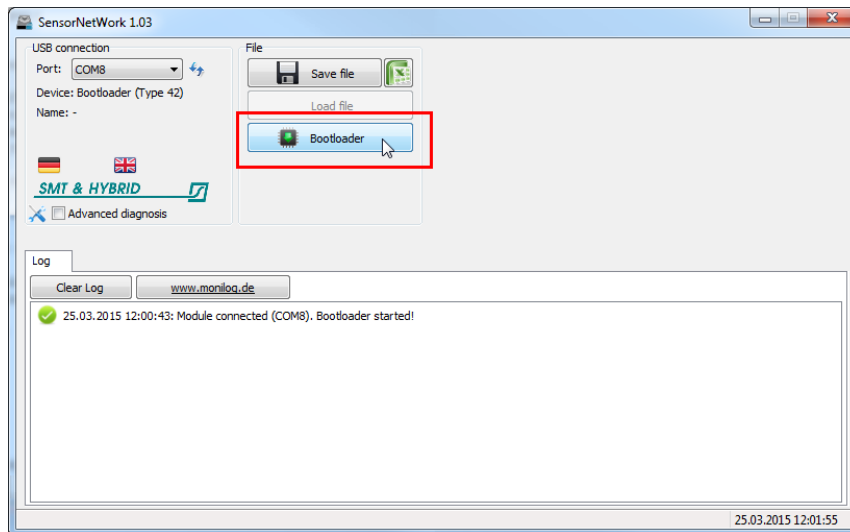 SensorNetWork 1.03
USB connection
Port: COM8
Device: Bootloader (Type 42)
Name: -
SMT & HYBRID
Advanced diagnosis
File
Save file
Load file
Bootloader
Log
Clear Log www.monilog.de
25.03.2015 12:00:43: Module connected (COM8). Bootloader started!
25.03.2015 12:01:55